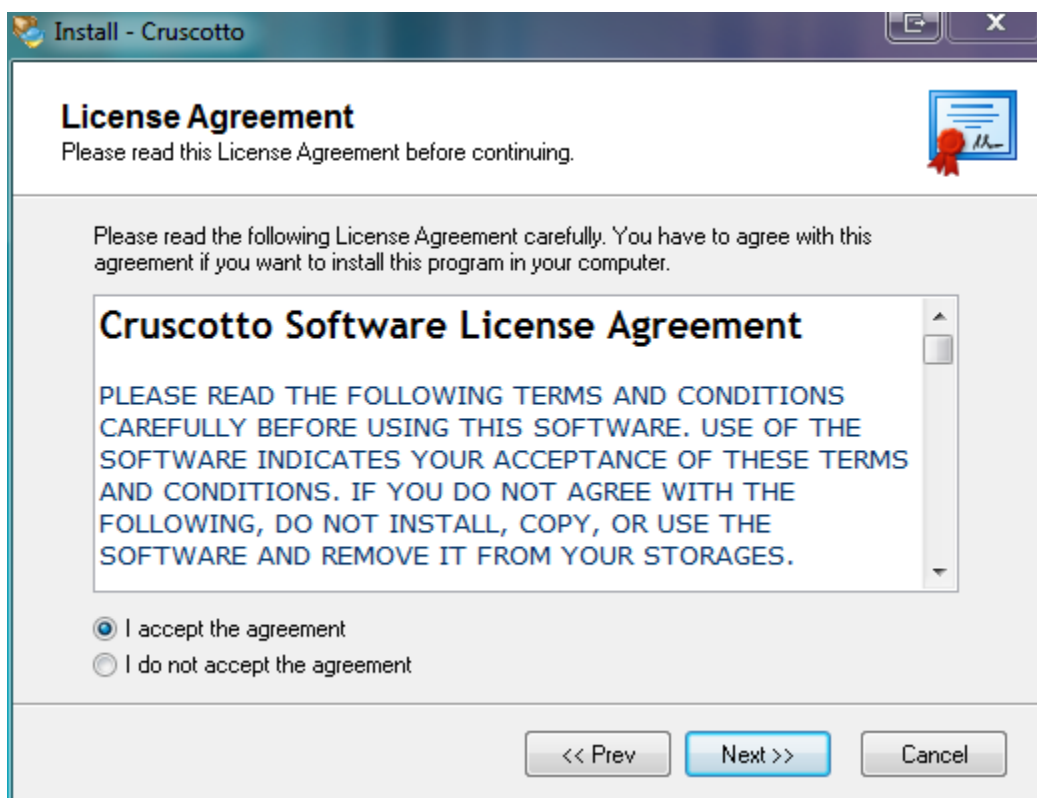 Install - Cruscotto
License Agreement
Please read this License Agreement before continuing.
Please read the following License Agreement carefully. You have to agree with this
agreement if you want to install this program in your computer.
Cruscotto Software License Agreement
PLEASE READ THE FOLLOWING TERMS AND CONDITIONS
CAREFULLY BEFORE USING THIS SOFTWARE. USE OF THE
SOFTWARE INDICATES YOUR ACCEPTANCE OF THESE TERMS
AND CONDITIONS. IF YOU DO NOT AGREE WITH THE
FOLLOWING, DO NOT INSTALL, COPY, OR USE THE
SOFTWARE AND REMOVE IT FROM YOUR STORAGES.
I accept the agreement
I do not accept the agreement
<< Prev
Next >>
Cancel